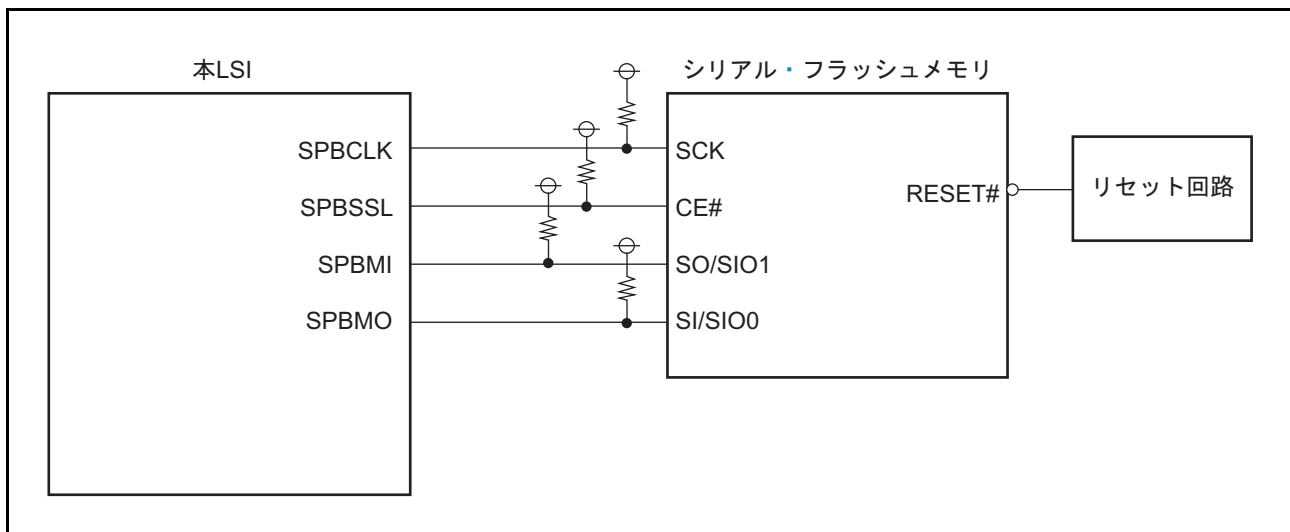 本LSI
シリアル・フラッシュメモリ
SPBCLK
SCK
SPBSSL
CE#
RESET#
リセット回路
SPBMI
SO/SIO1
SPBMO
SI/SIO0